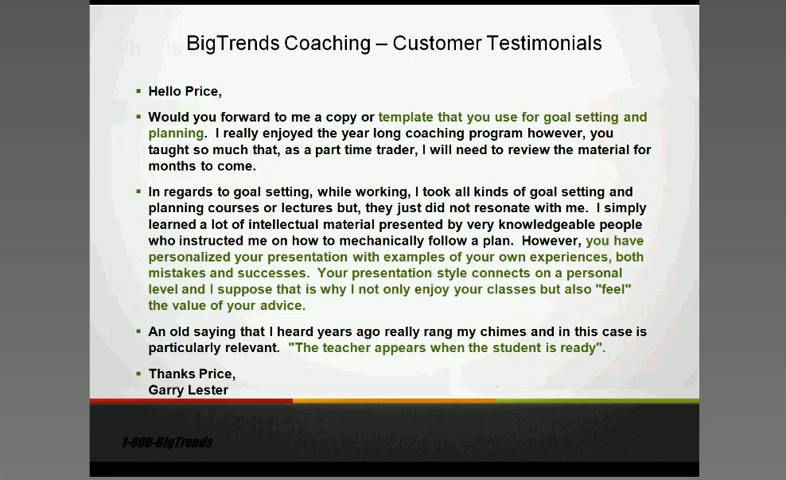 BigTrends Coaching – Customer Testimonials
Hello Price,
Would you forward to me a copy or template that you use for goal setting and
planning.  I really enjoyed the year long coaching program however, you
taught so much that, as a part time trader, I will need to review the material for
months to come.
In regards to goal setting, while working, I took all kinds of goal setting and
planning courses or lectures but, they just did not resonate with me.  I simply
learned a lot of intellectual material presented by very knowledgeable people
who instructed me on how to mechanically follow a plan.  However, you have
personalized your presentation with examples of your own experiences, both
mistakes and successes.  Your presentation style connects on a personal
level and I suppose that is why I not only enjoy your classes but also "feel"
the value of your advice.
An old saying that I heard years ago really rang my chimes and in this case is
particularly relevant.  "The teacher appears when the student is ready".
Thanks Price,
Garry Lester
1-800-BigTrends